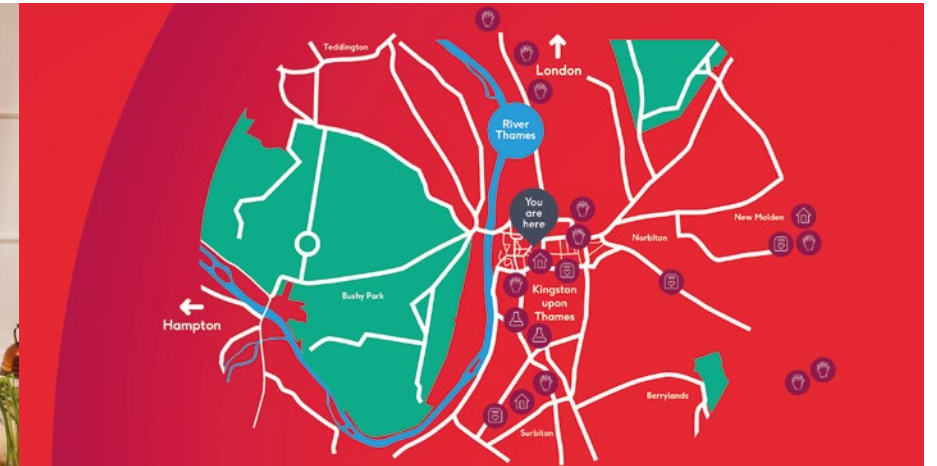 Teddington
London
River
Thames
You
are
here
New Malden
Norbiton
Kingston
upon
Thames
Bushy Park
Hampton
Berrylands
Surbiton